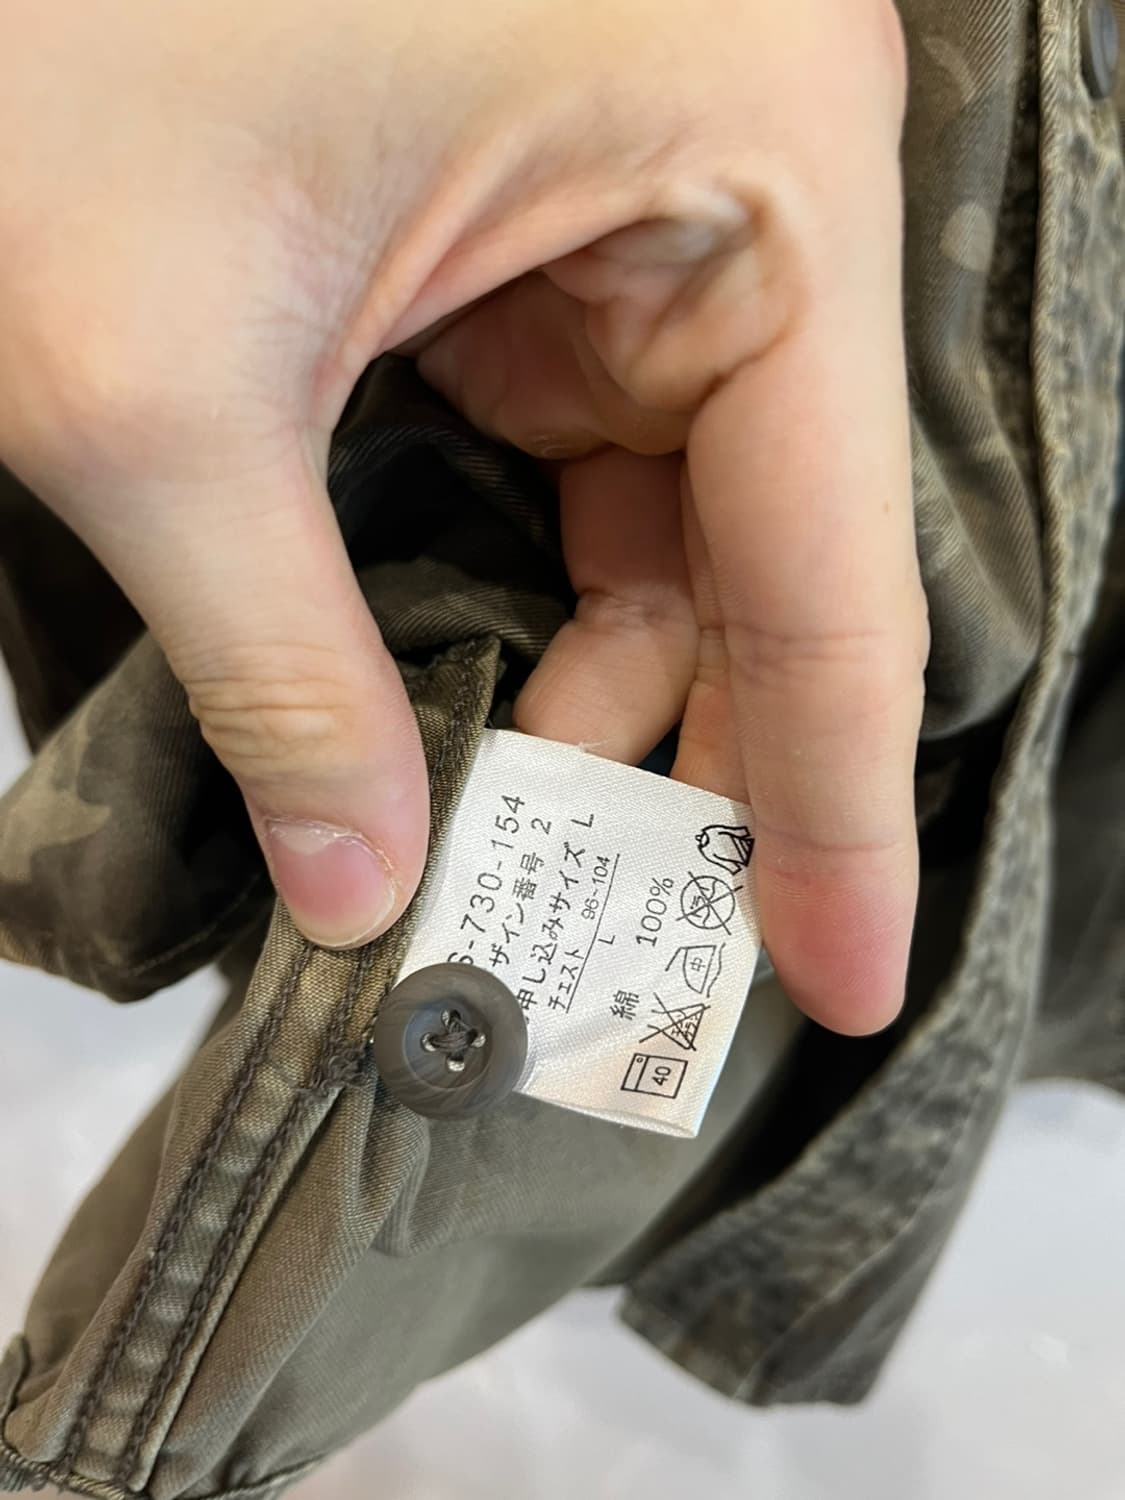 S-730-154
ザイン番号 2
申し込みサイズ L
チェスト 96-104
L
綿 100%
中
40